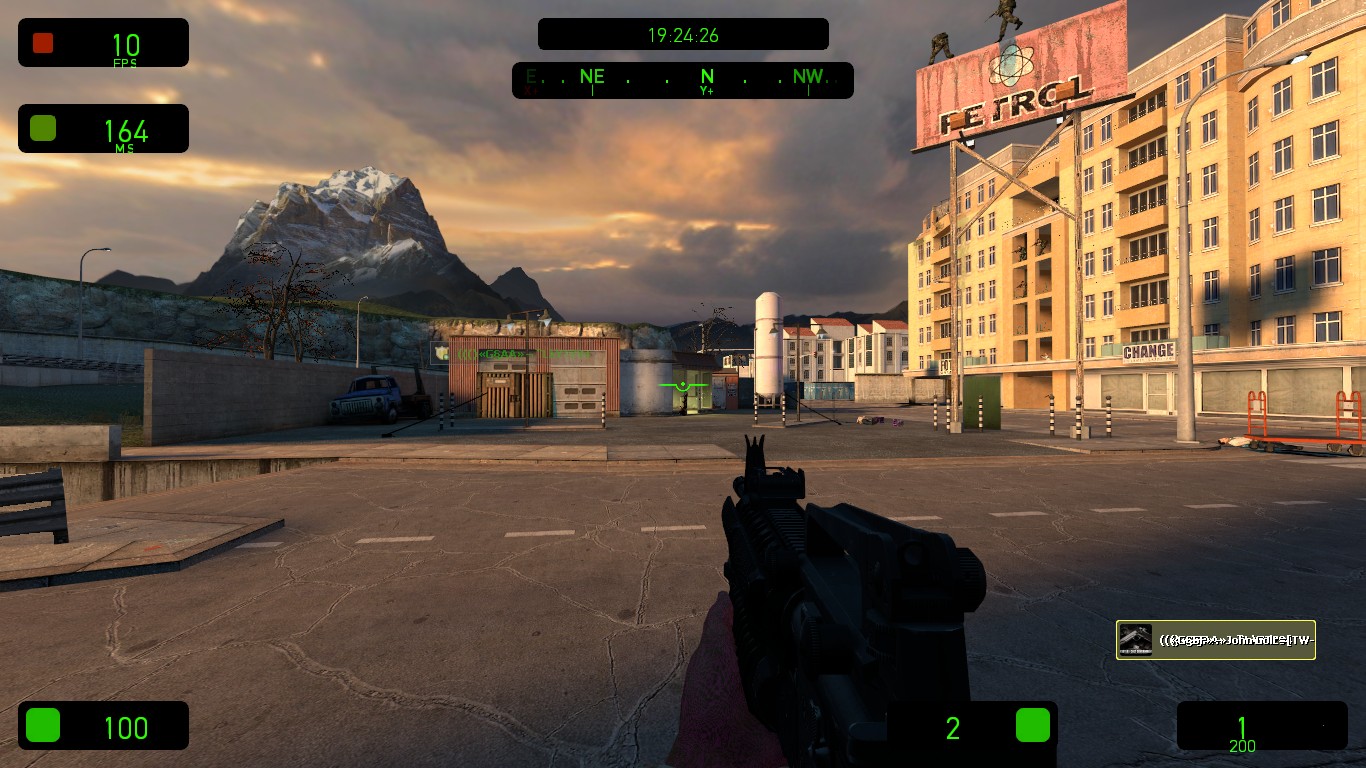 10
FPS
19:24:26
E . . NE . . N . . NW . .
Y+
164
MS
PETROL
CHANGE
100
2
1
200